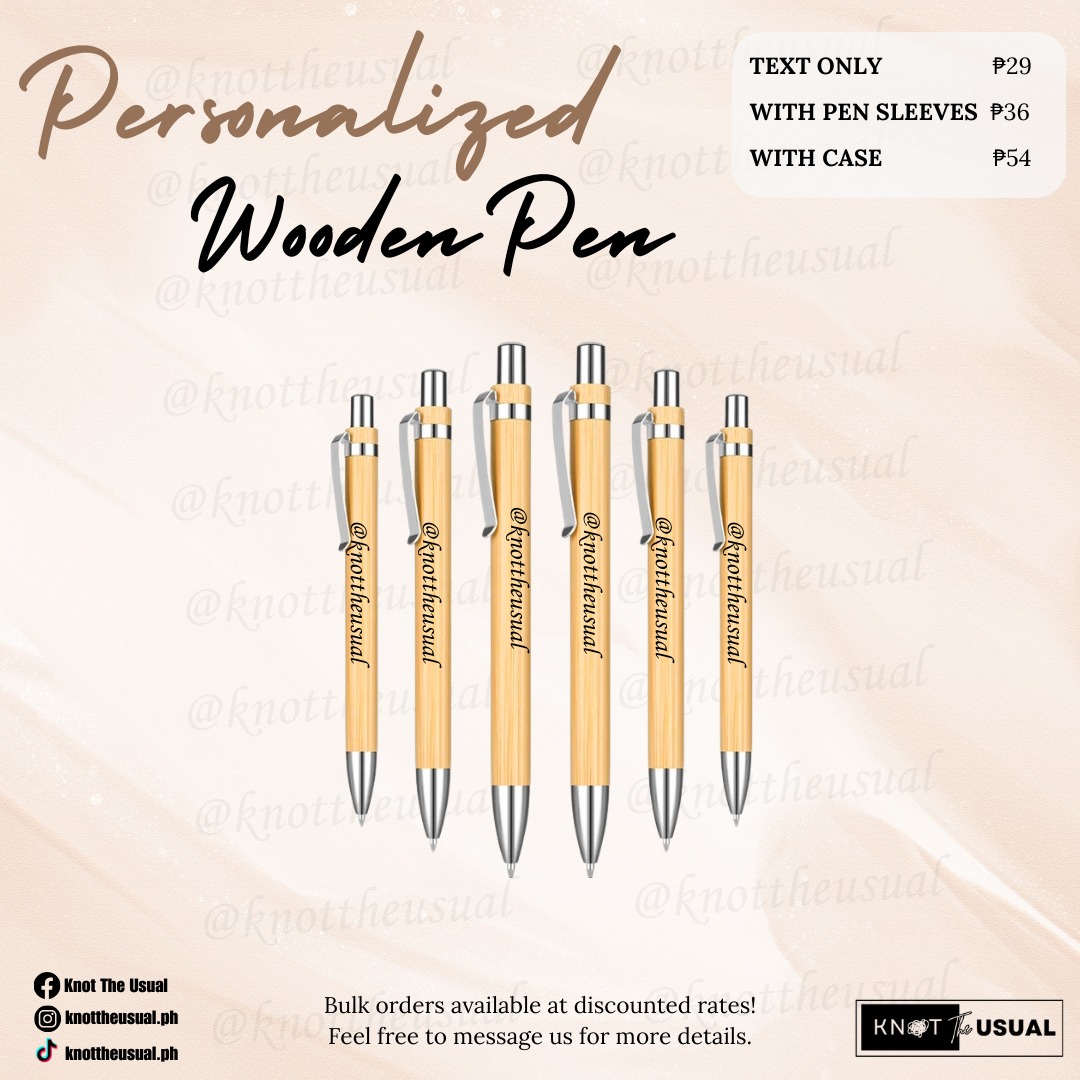 Personalized
Wooden Pen
TEXT ONLY ₱29
WITH PEN SLEEVES ₱36
WITH CASE ₱54
@knottheusual
@knottheusual
@knottheusual
@knottheusual
@knottheusual
@knottheusual
Knot The Usual
knottheusual.ph
knottheusual.ph
Bulk orders available at discounted rates!
Feel free to message us for more details.
KNOT The USUAL